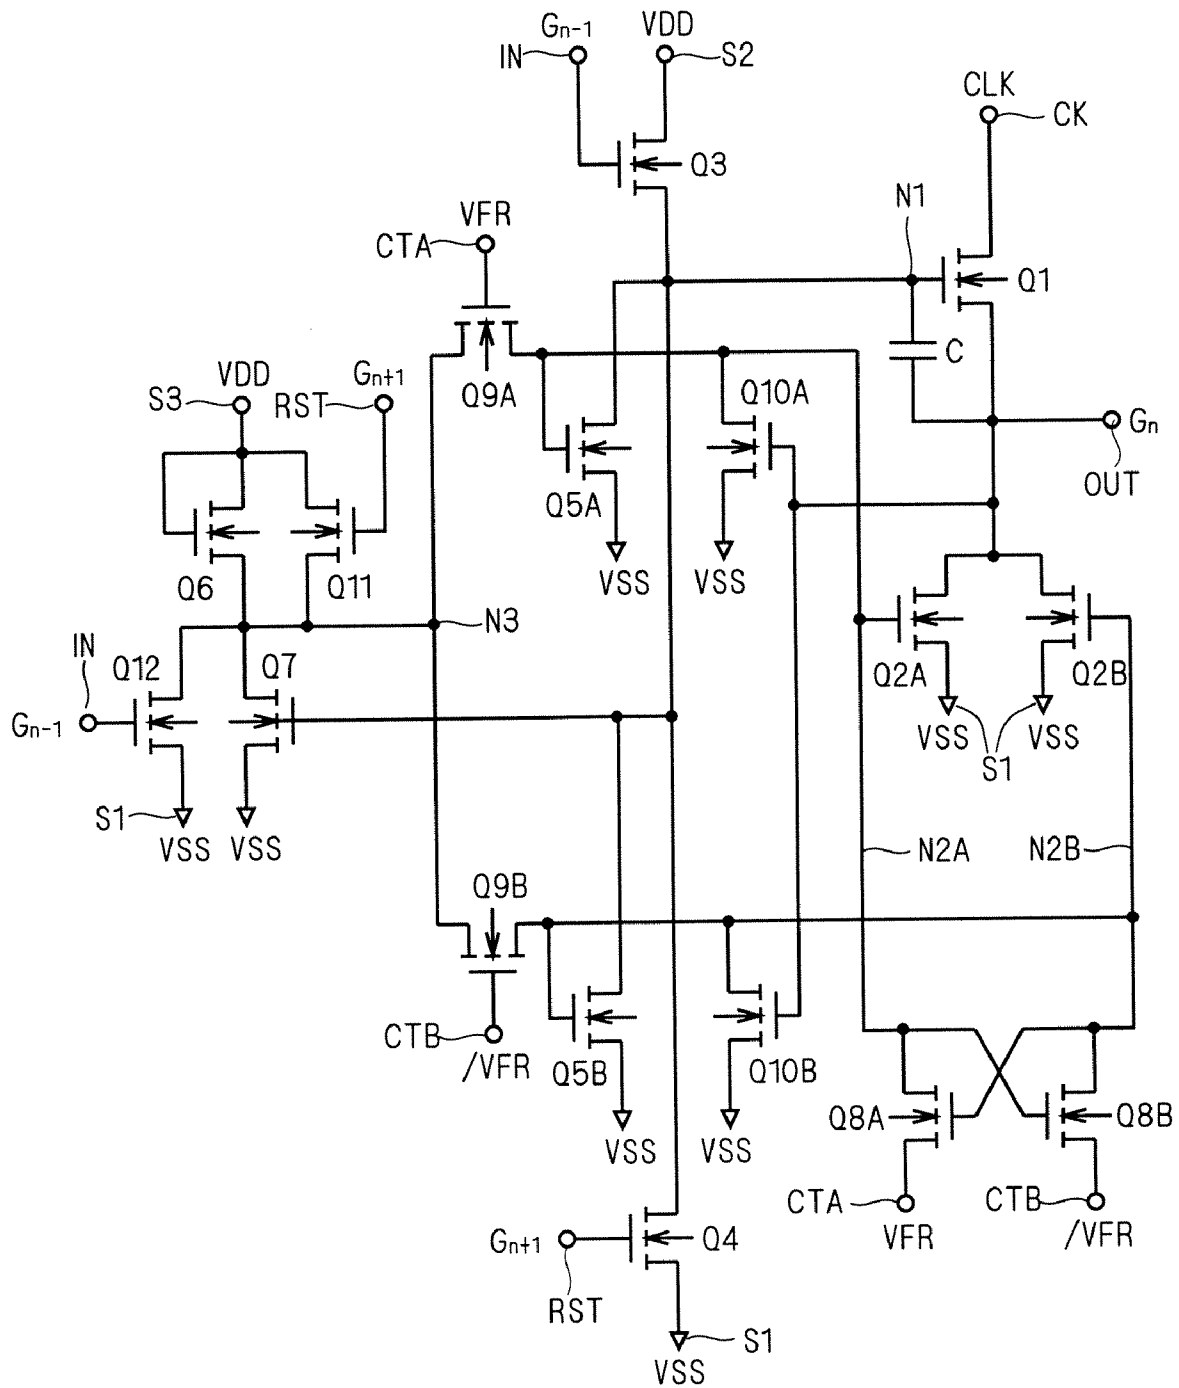 Gn-1 VDD
IN S2
CLK
CK
Q3
N1
VFR
CTA
Q1
C
VDD Gn+1
S3 RST
Q9A Q10A
Gn
OUT
Q5A
Q6 Q11
VSS VSS
N3
IN
Q12 Q7
Q2A Q2B
Gn-1
VSS VSS
S1
S1
VSS VSS
N2A N2B
Q9B
CTB
/VFR
Q5B Q10B
Q8A Q8B
VSS VSS
CTA CTB
VFR /VFR
Gn+1 Q4
RST
S1
VSS